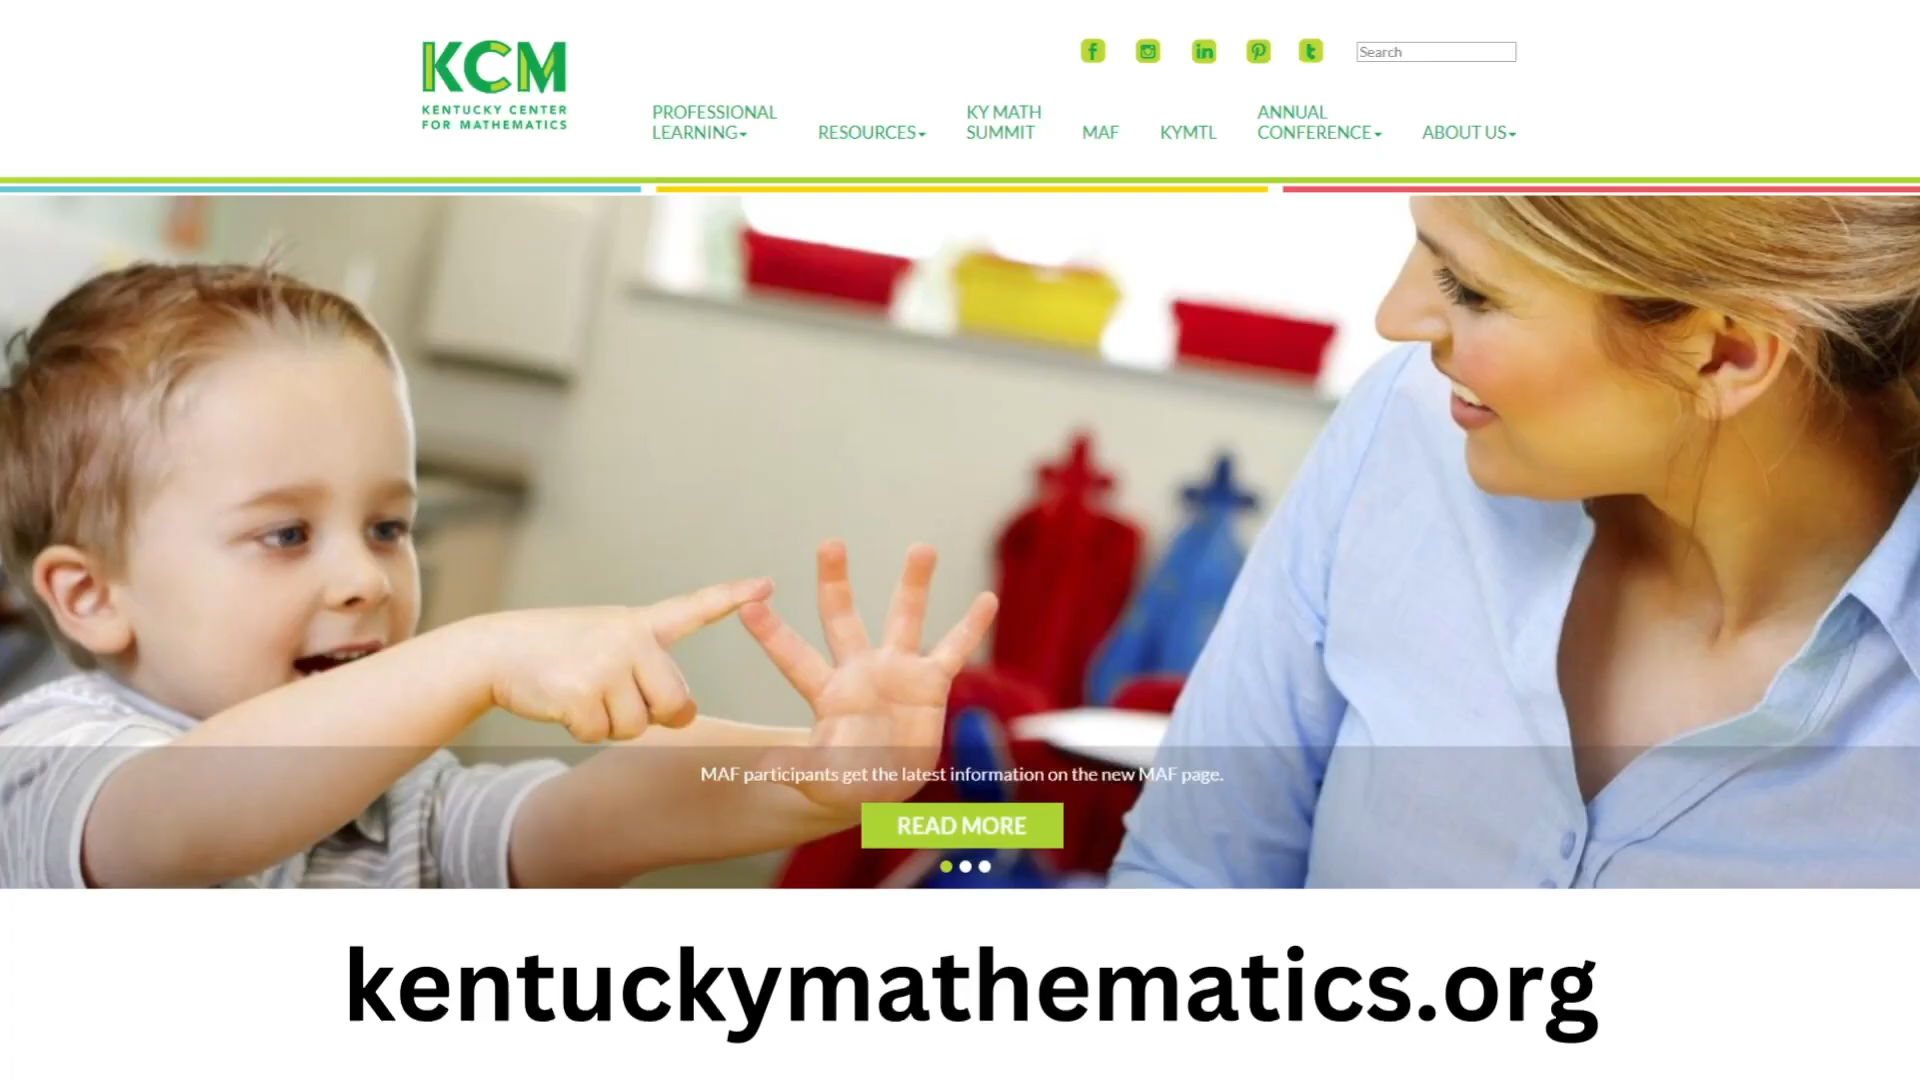 KCM
KENTUCKY CENTER
FOR MATHEMATICS
f
in
t
Search
PROFESSIONAL
LEARNING
RESOURCES
KY MATH
SUMMIT
MAF
KYMTL
ANNUAL
CONFERENCE
ABOUT US
MAF participants get the latest information on the new MAF page.
READ MORE
kentuckymathematics.org